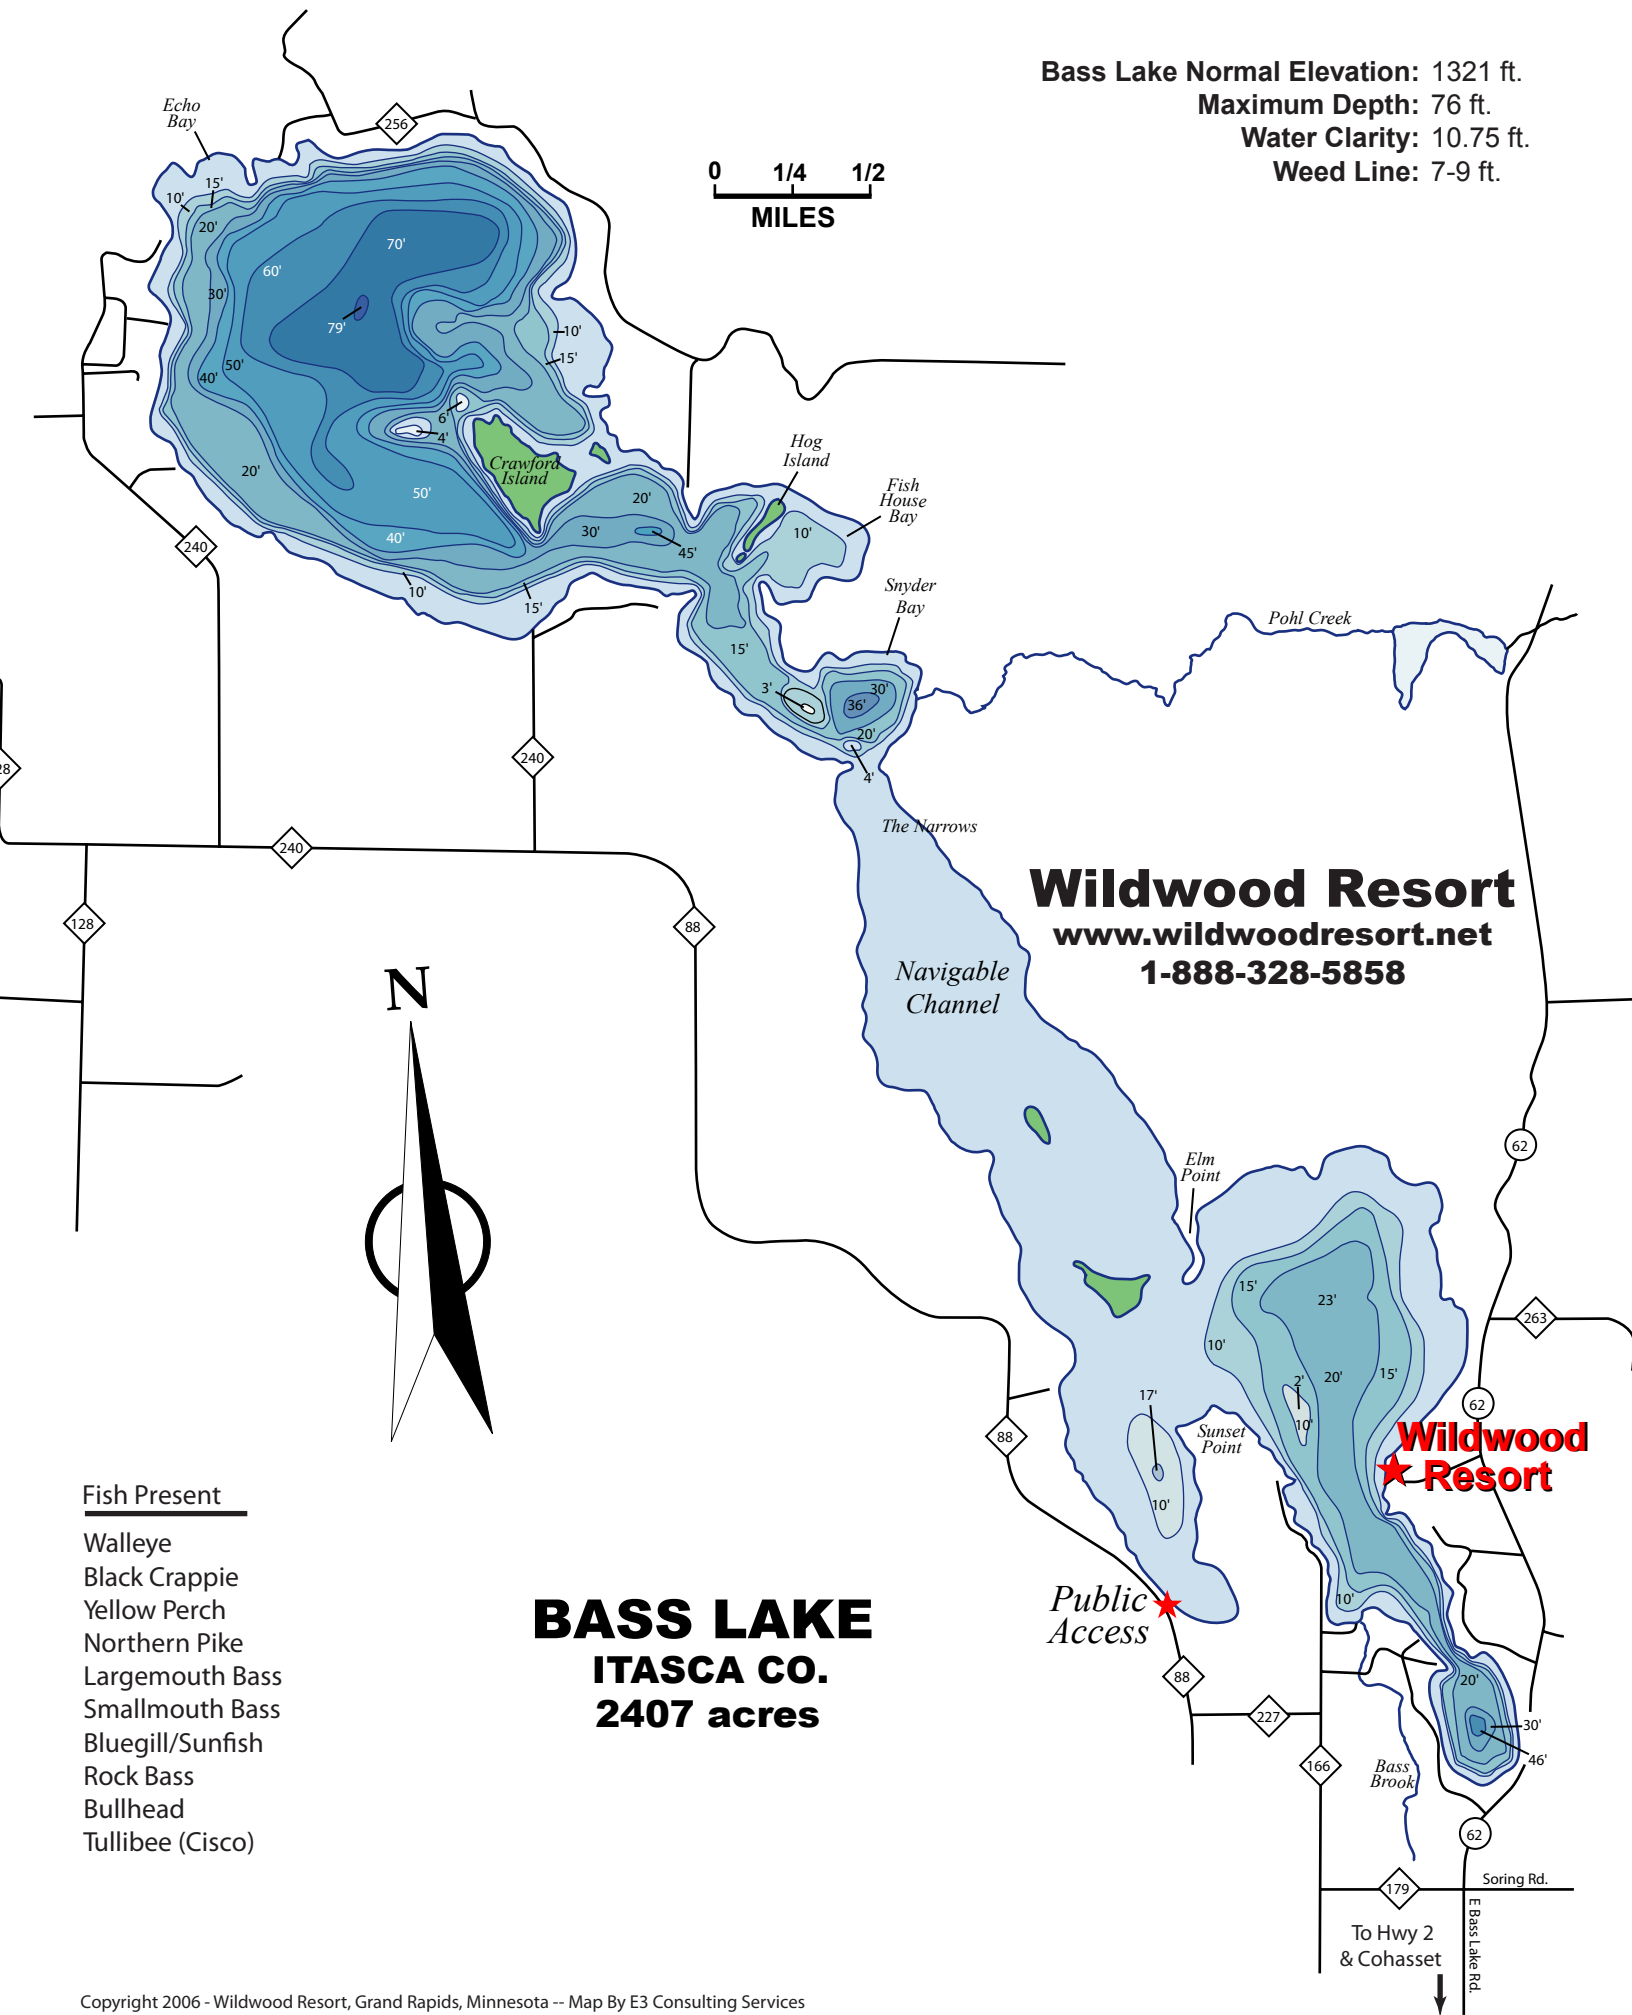 Bass Lake Normal Elevation: 1321 ft.
Maximum Depth: 76 ft.
Water Clarity: 10.75 ft.
Weed Line: 7-9 ft.
0 1/4 1/2
MILES
Echo
Bay
256
10'
15'
20'
70'
60'
30'
79'
10'
15'
50'
40'
6'
4'
Crawford
Island
20'
50'
40'
20'
30'
45'
10'
15'
Hog
Island
Fish
House
Bay
10'
Snyder
Bay
15'
3'
30'
36'
20'
4'
Pohl Creek
240
240
28
240
128
88
The Narrows
Wildwood Resort
www.wildwoodresort.net
1-888-328-5858
Navigable
Channel
N
62
Elm
Point
15'
23'
10'
263
2'
20'
15'
10'
62
17'
Sunset
Point
88
10'
Wildwood
Resort
Fish Present
Walleye
Black Crappie
Yellow Perch
Northern Pike
Largemouth Bass
Smallmouth Bass
Bluegill/Sunfish
Rock Bass
Bullhead
Tullibee (Cisco)
BASS LAKE
ITASCA CO.
2407 acres
Public
Access
10'
88
227
20'
30'
46'
166
Bass
Brook
62
179
Soring Rd.
E Bass Lake Rd.
To Hwy 2
& Cohasset
Copyright 2006 - Wildwood Resort, Grand Rapids, Minnesota -- Map By E3 Consulting Services